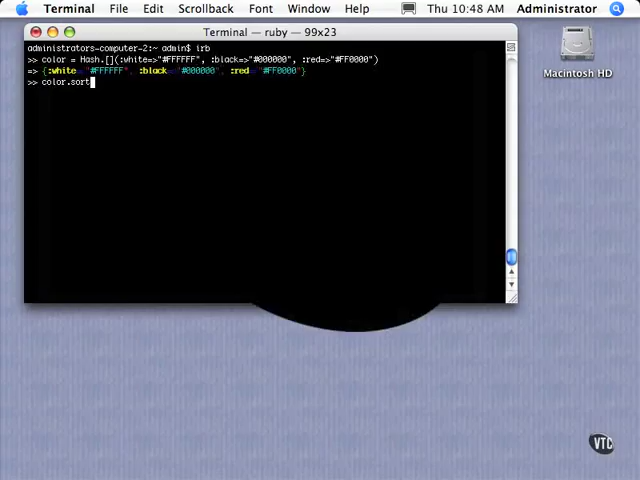 Terminal File Edit Scrollback Font Window Help Thu 10:48 AM Administrator
Terminal — ruby — 99x23
administrators-computer-2:~ admin$ irb
>> color = Hash.[](:white=>"#FFFFFF", :black=>"#000000", :red=>"#FF0000")
=> {:white=>"#FFFFFF", :black=>"#000000", :red=>"#FF0000"}
>> color.sort
Macintosh HD
VTC